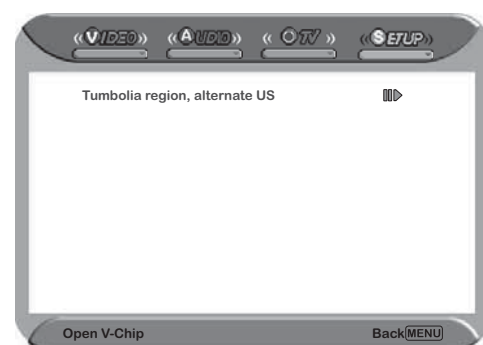 VIDEO AUDIO TV SETUP
Tumbolia region, alternate US
Open V-Chip Back MENU